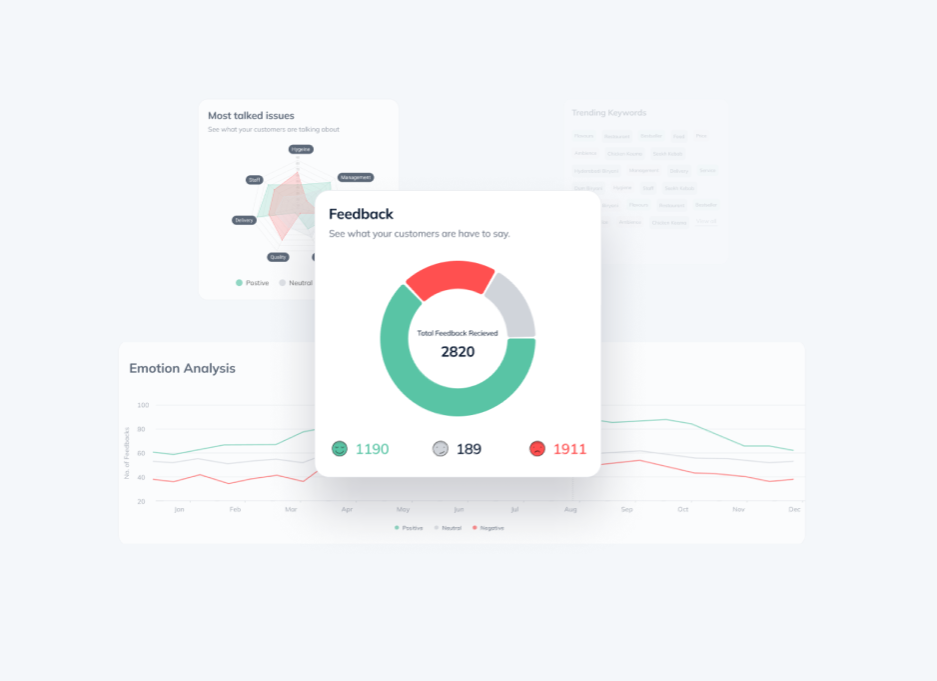 Most talked issues
See what your customers are talking about
Hygiene
Staff
Management
Delivery
Quality
Postive
Neutral
Trending Keywords
Feedback
See what your customers are have to say.
Total Feedback Recieved
2820
1190
189
1911
Emotion Analysis
No. of Feedbacks
100
80
60
40
20
Jan
Feb
Mar
Apr
May
Jun
Jul
Aug
Sep
Oct
Nov
Dec
Positive
Neutral
Negative